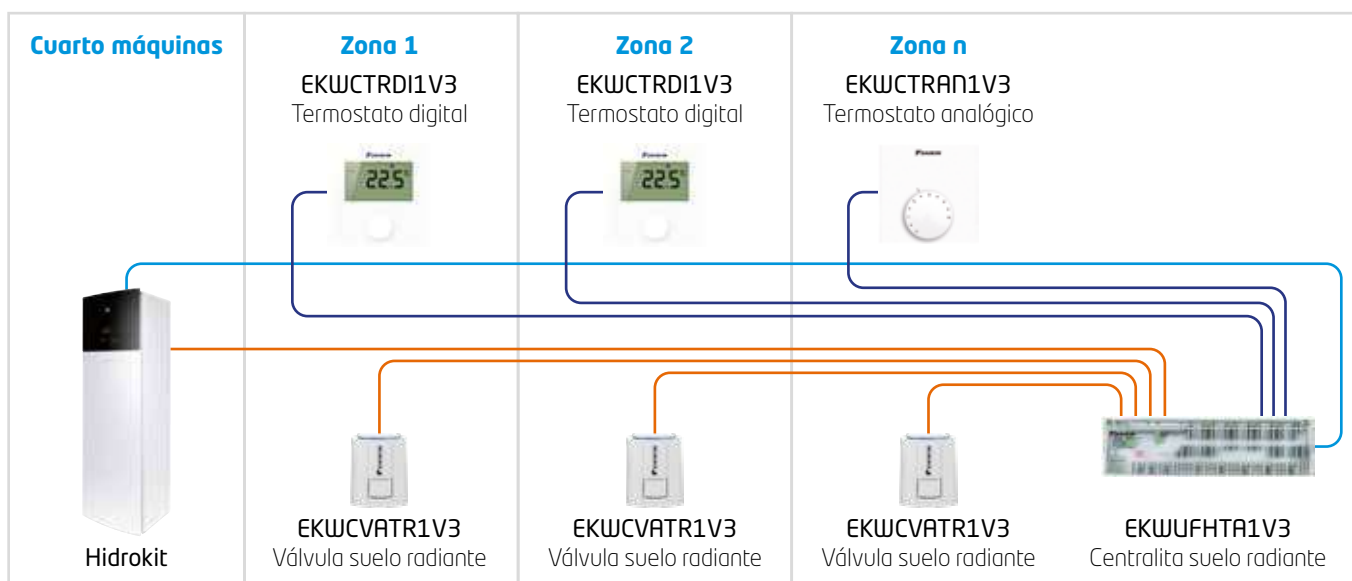 Cuarto máquinas
Zona 1
Zona 2
Zona n
EKWCTRDI1V3
Termostato digital
EKWCTRDI1V3
Termostato digital
EKWCTRAN1V3
Termostato analógico
22.5°
22.5°
Hidrokit
EKWCVATR1V3
Válvula suelo radiante
EKWCVATR1V3
Válvula suelo radiante
EKWCVATR1V3
Válvula suelo radiante
EKWUFHTA1V3
Centralita suelo radiante